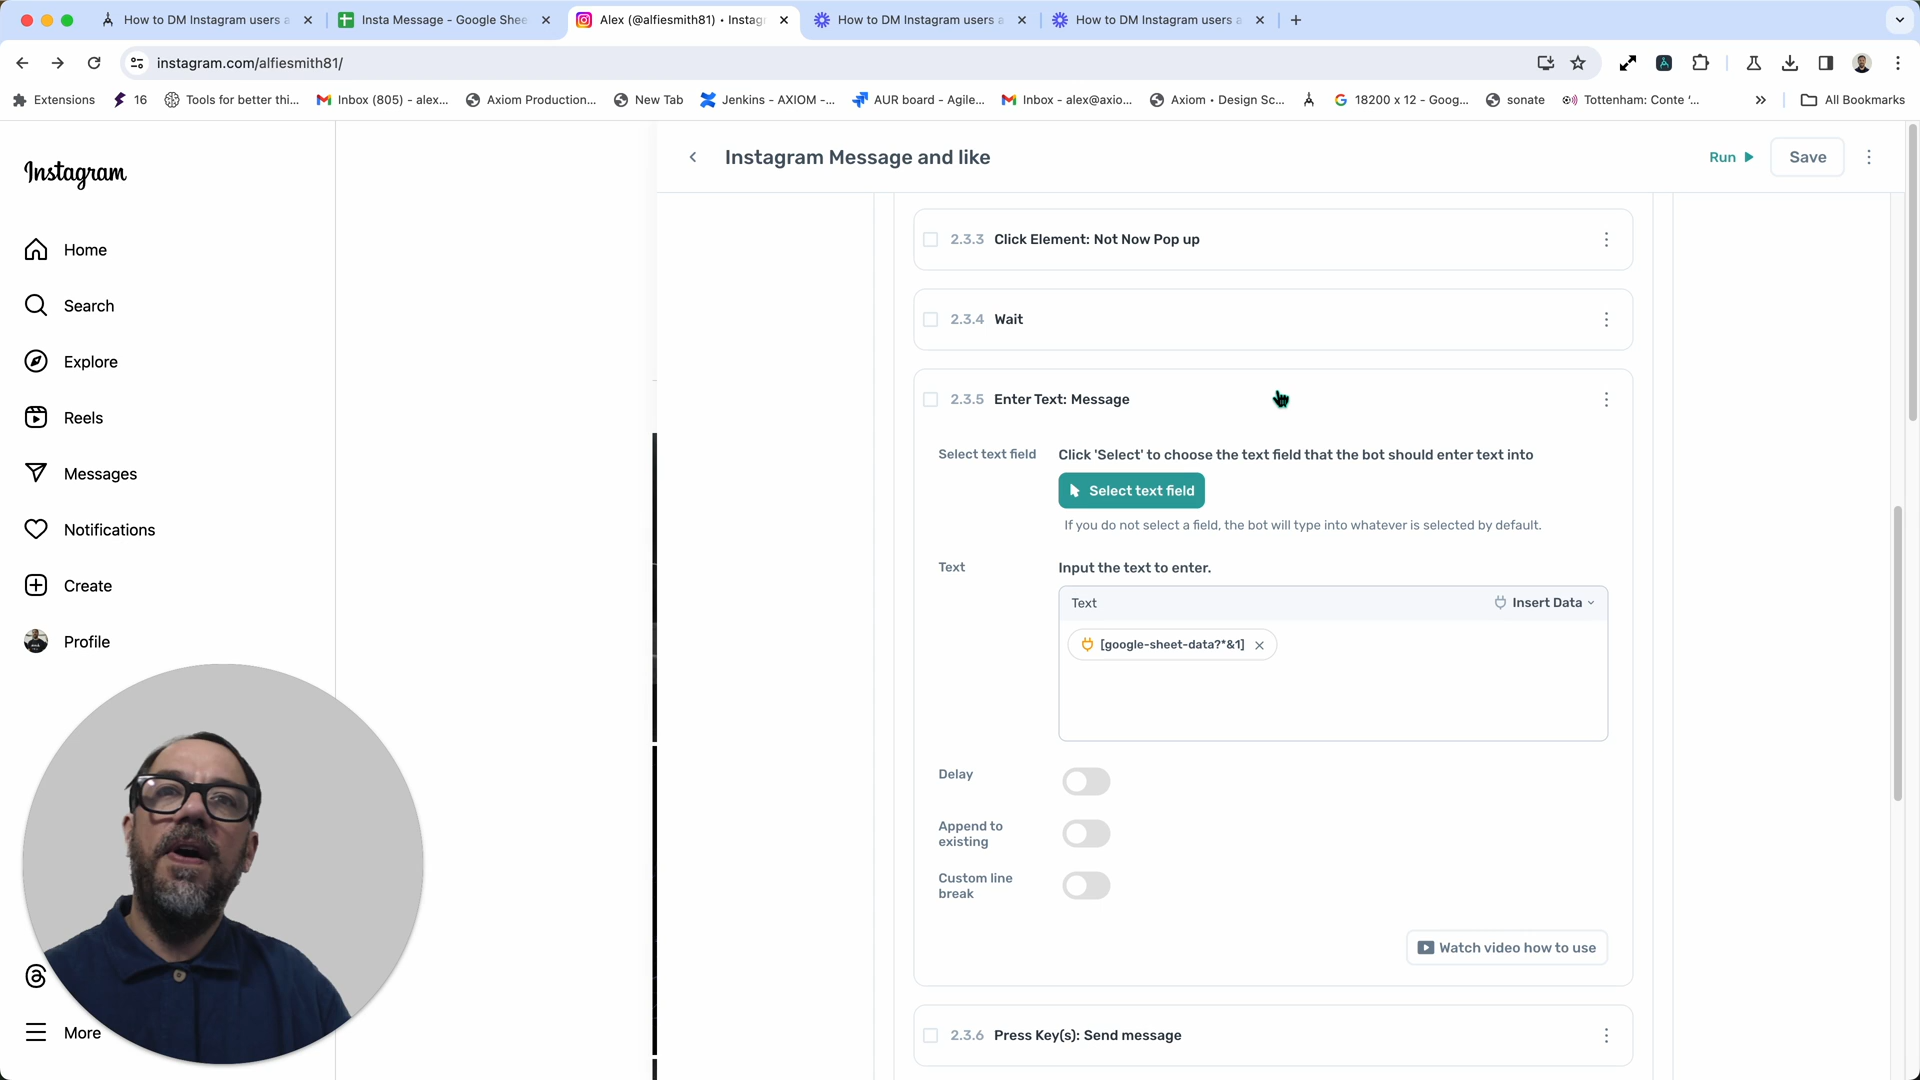 How to DM Instagram users a
Insta Message - Google Shee
Alex (@alfiesmith81) • Instag
How to DM Instagram users a
How to DM Instagram users a
instagram.com/alfiesmith81/
Extensions
16
Tools for better thi...
Inbox (805) - alex...
Axiom Production...
New Tab
Jenkins - AXIOM -...
AUR board - Agile...
Inbox - alex@axio...
Axiom • Design Sc...
18200 x 12 - Goog...
sonate
Tottenham: Conte '...
All Bookmarks
Instagram
Home
Search
Explore
Reels
Messages
Notifications
Create
Profile
More
Instagram Message and like
Run
Save
2.3.3 Click Element: Not Now Pop up
2.3.4 Wait
2.3.5 Enter Text: Message
Select text field
Click 'Select' to choose the text field that the bot should enter text into
Select text field
If you do not select a field, the bot will type into whatever is selected by default.
Text
Input the text to enter.
Text
Insert Data
[google-sheet-data?*&1]
Delay
Append to
existing
Custom line
break
Watch video how to use
2.3.6 Press Key(s): Send message